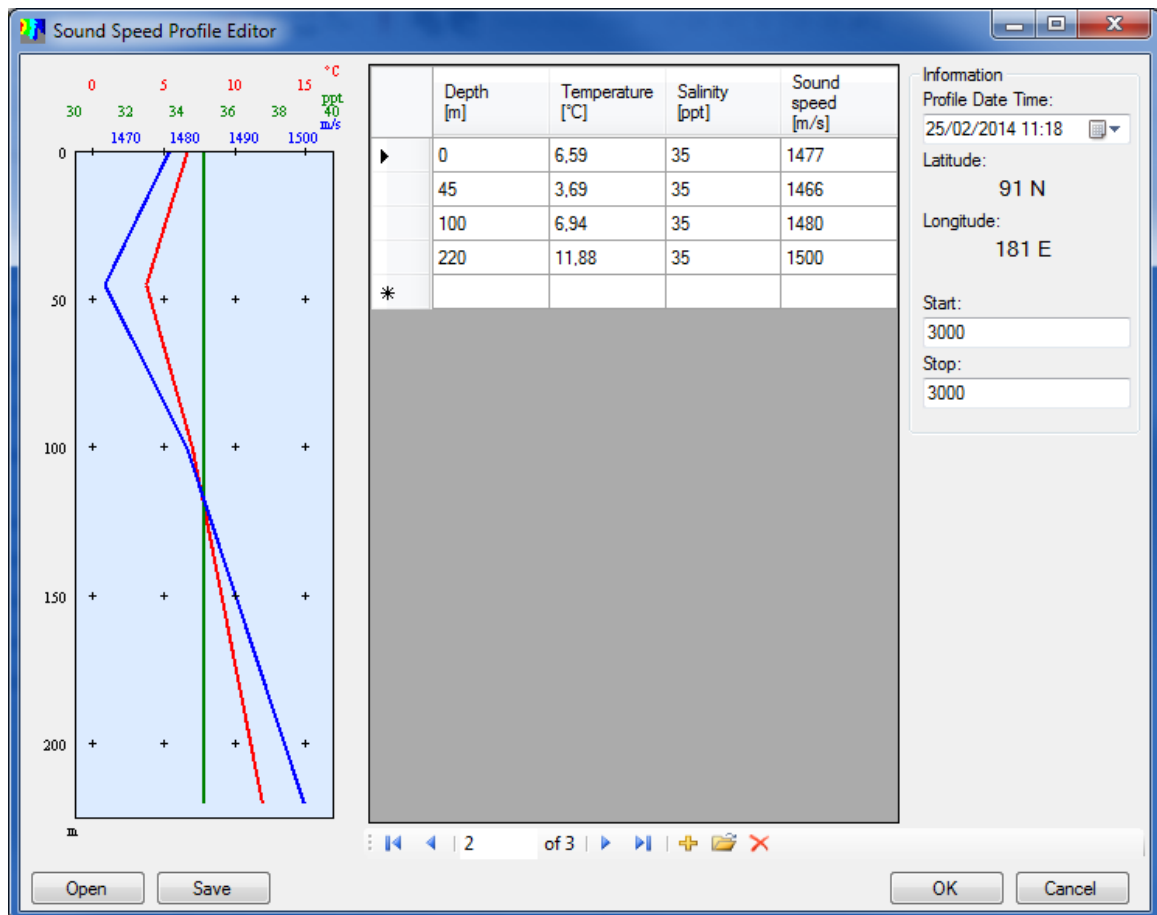 Sound Speed Profile Editor
°C
0 5 10 15
ppt
30 32 34 36 38 40
m/s
1470 1480 1490 1500
0
50
100
150
200
m
Depth [m] Temperature [°C] Salinity [ppt] Sound speed [m/s]
0 6,59 35 1477
45 3,69 35 1466
100 6,94 35 1480
220 11,88 35 1500
2 of 3
Information
Profile Date Time:
25/02/2014 11:18
Latitude:
91 N
Longitude:
181 E
Start:
3000
Stop:
3000
Open Save OK Cancel